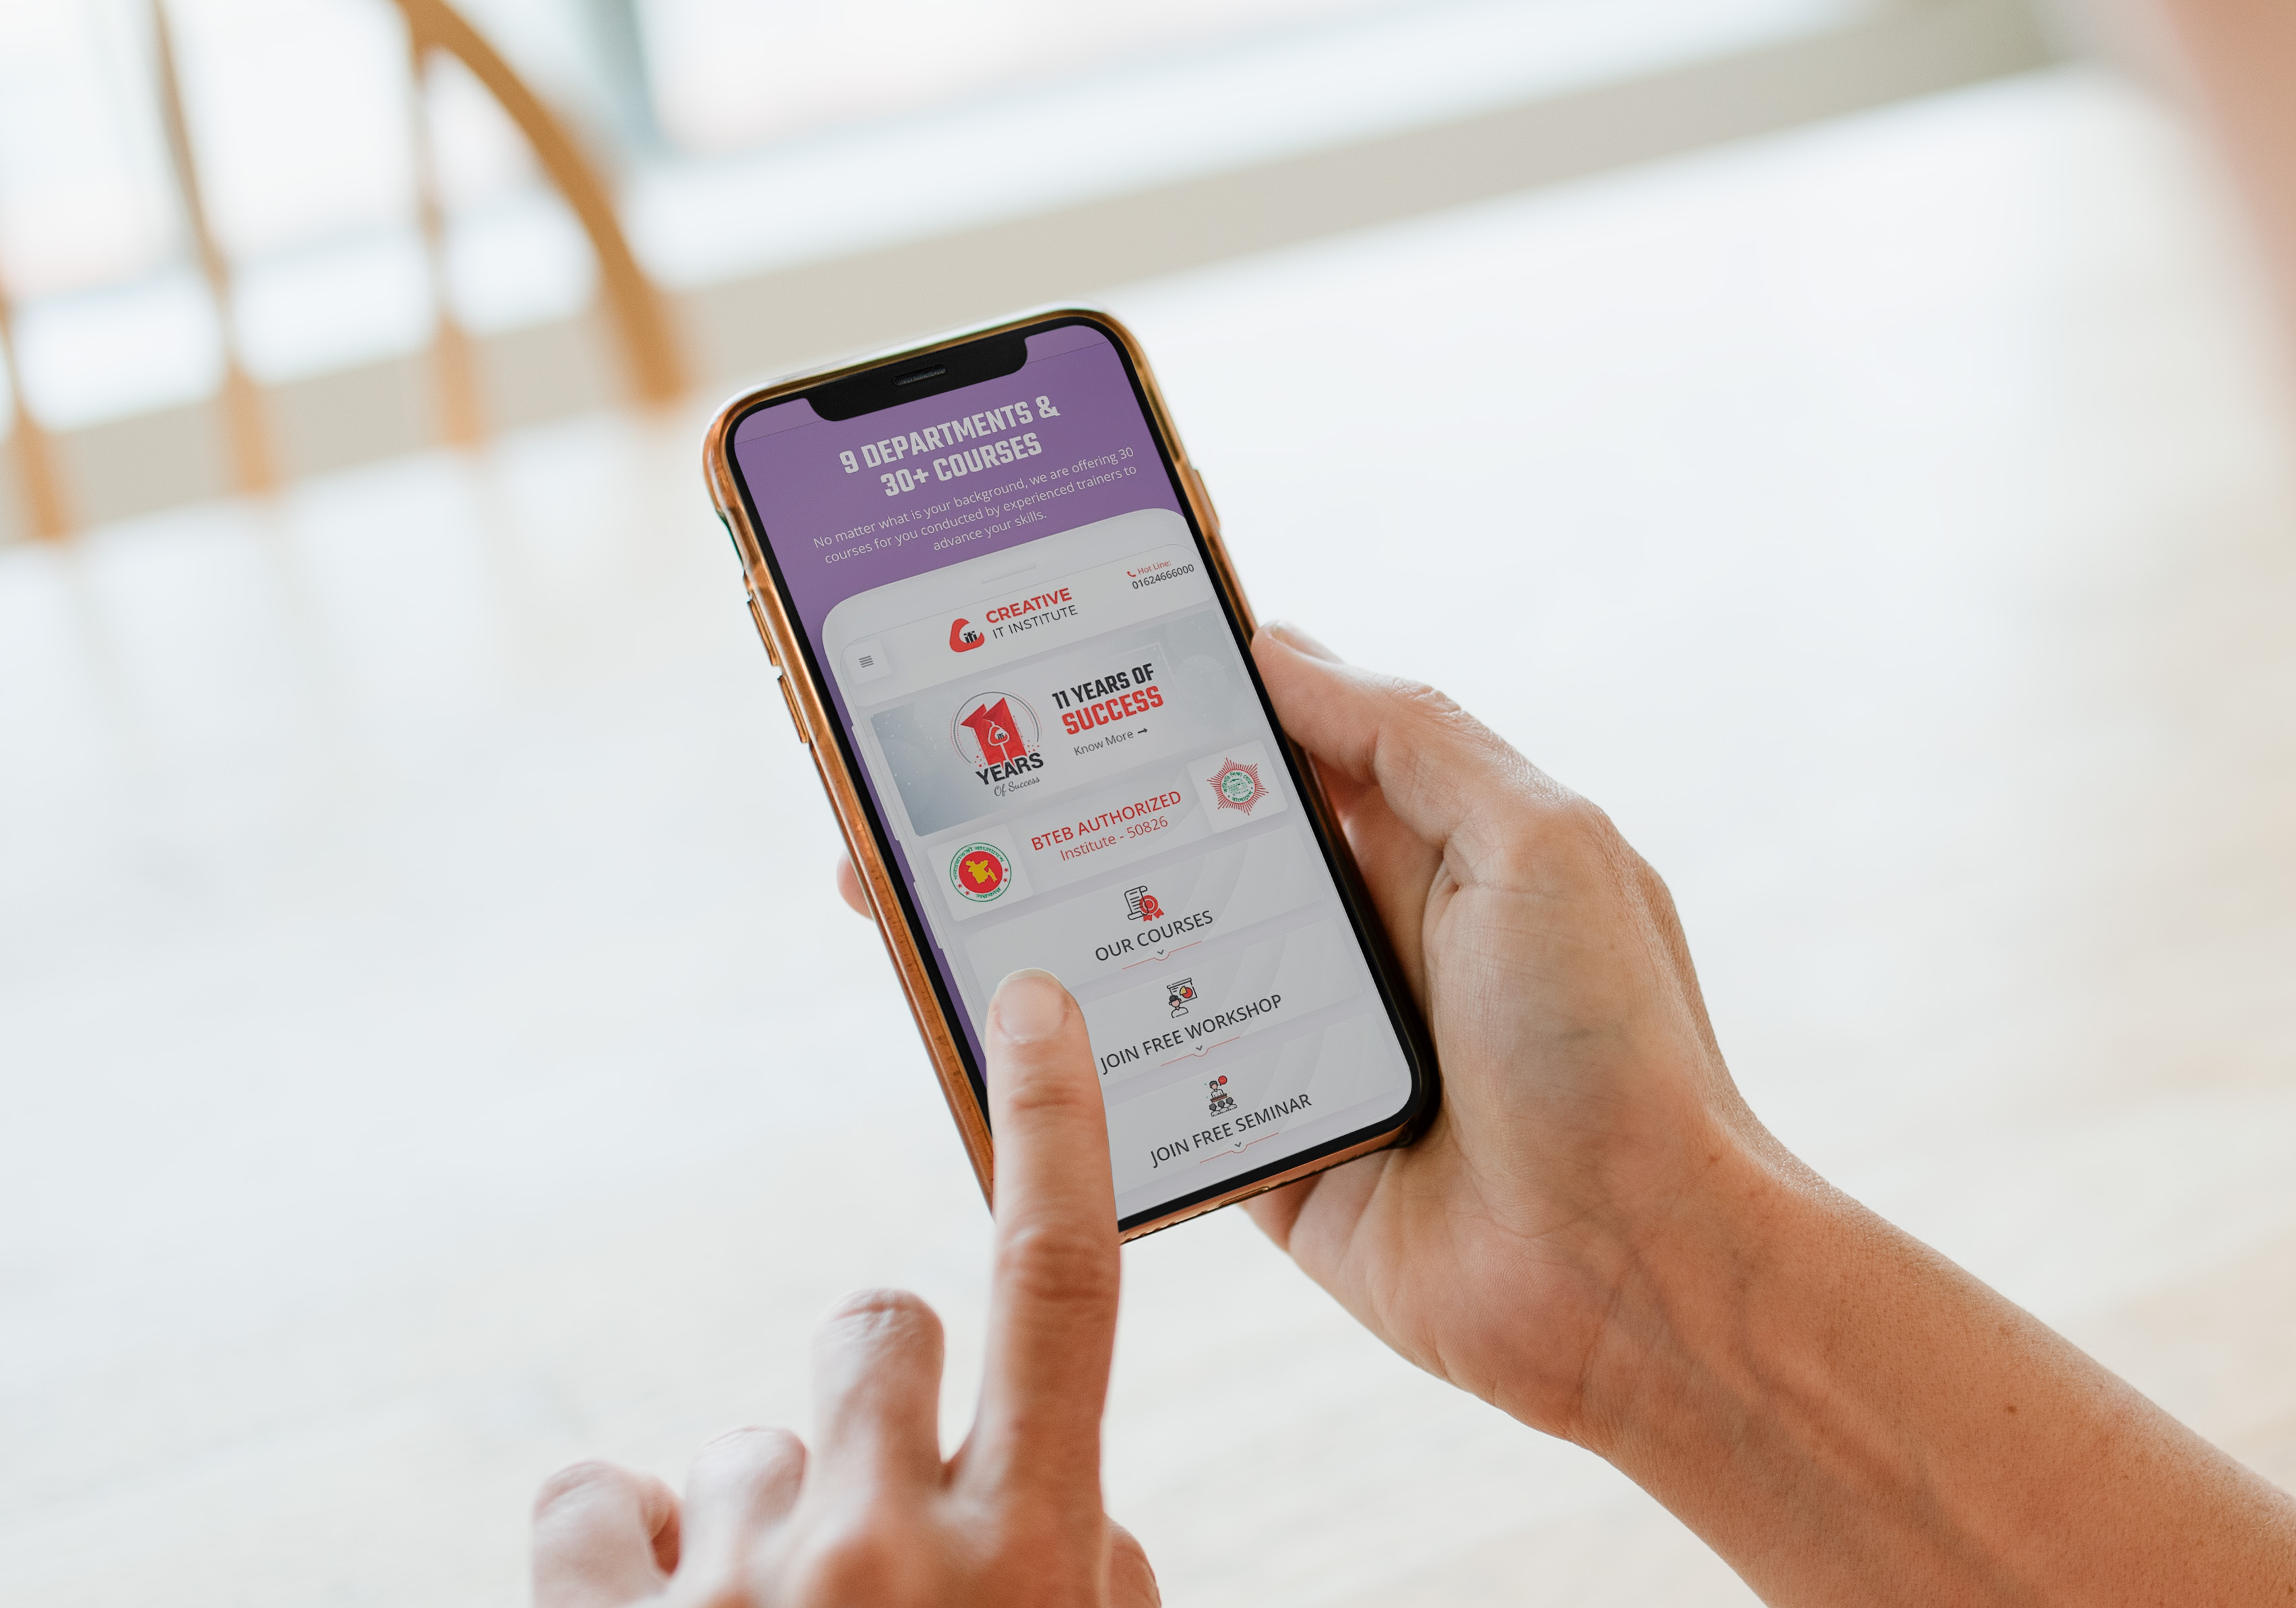 9 DEPARTMENTS &
30+ COURSES
No matter what is your background, we are offering 30
courses for you conducted by experienced trainers to
advance your skills.
CREATIVE
IT INSTITUTE
iti
Hot Line:
01624666000
11 YEARS OF
SUCCESS
Know More
YEARS
Of Success
BTEB AUTHORIZED
Institute - 50826
OUR COURSES
JOIN FREE WORKSHOP
JOIN FREE SEMINAR